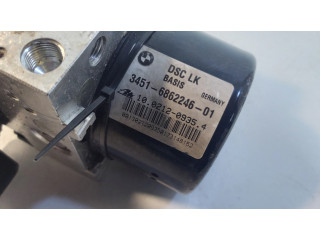 DSC LK
BASIS
3451-6862246-01
GERMANY
10.0212-0935.4